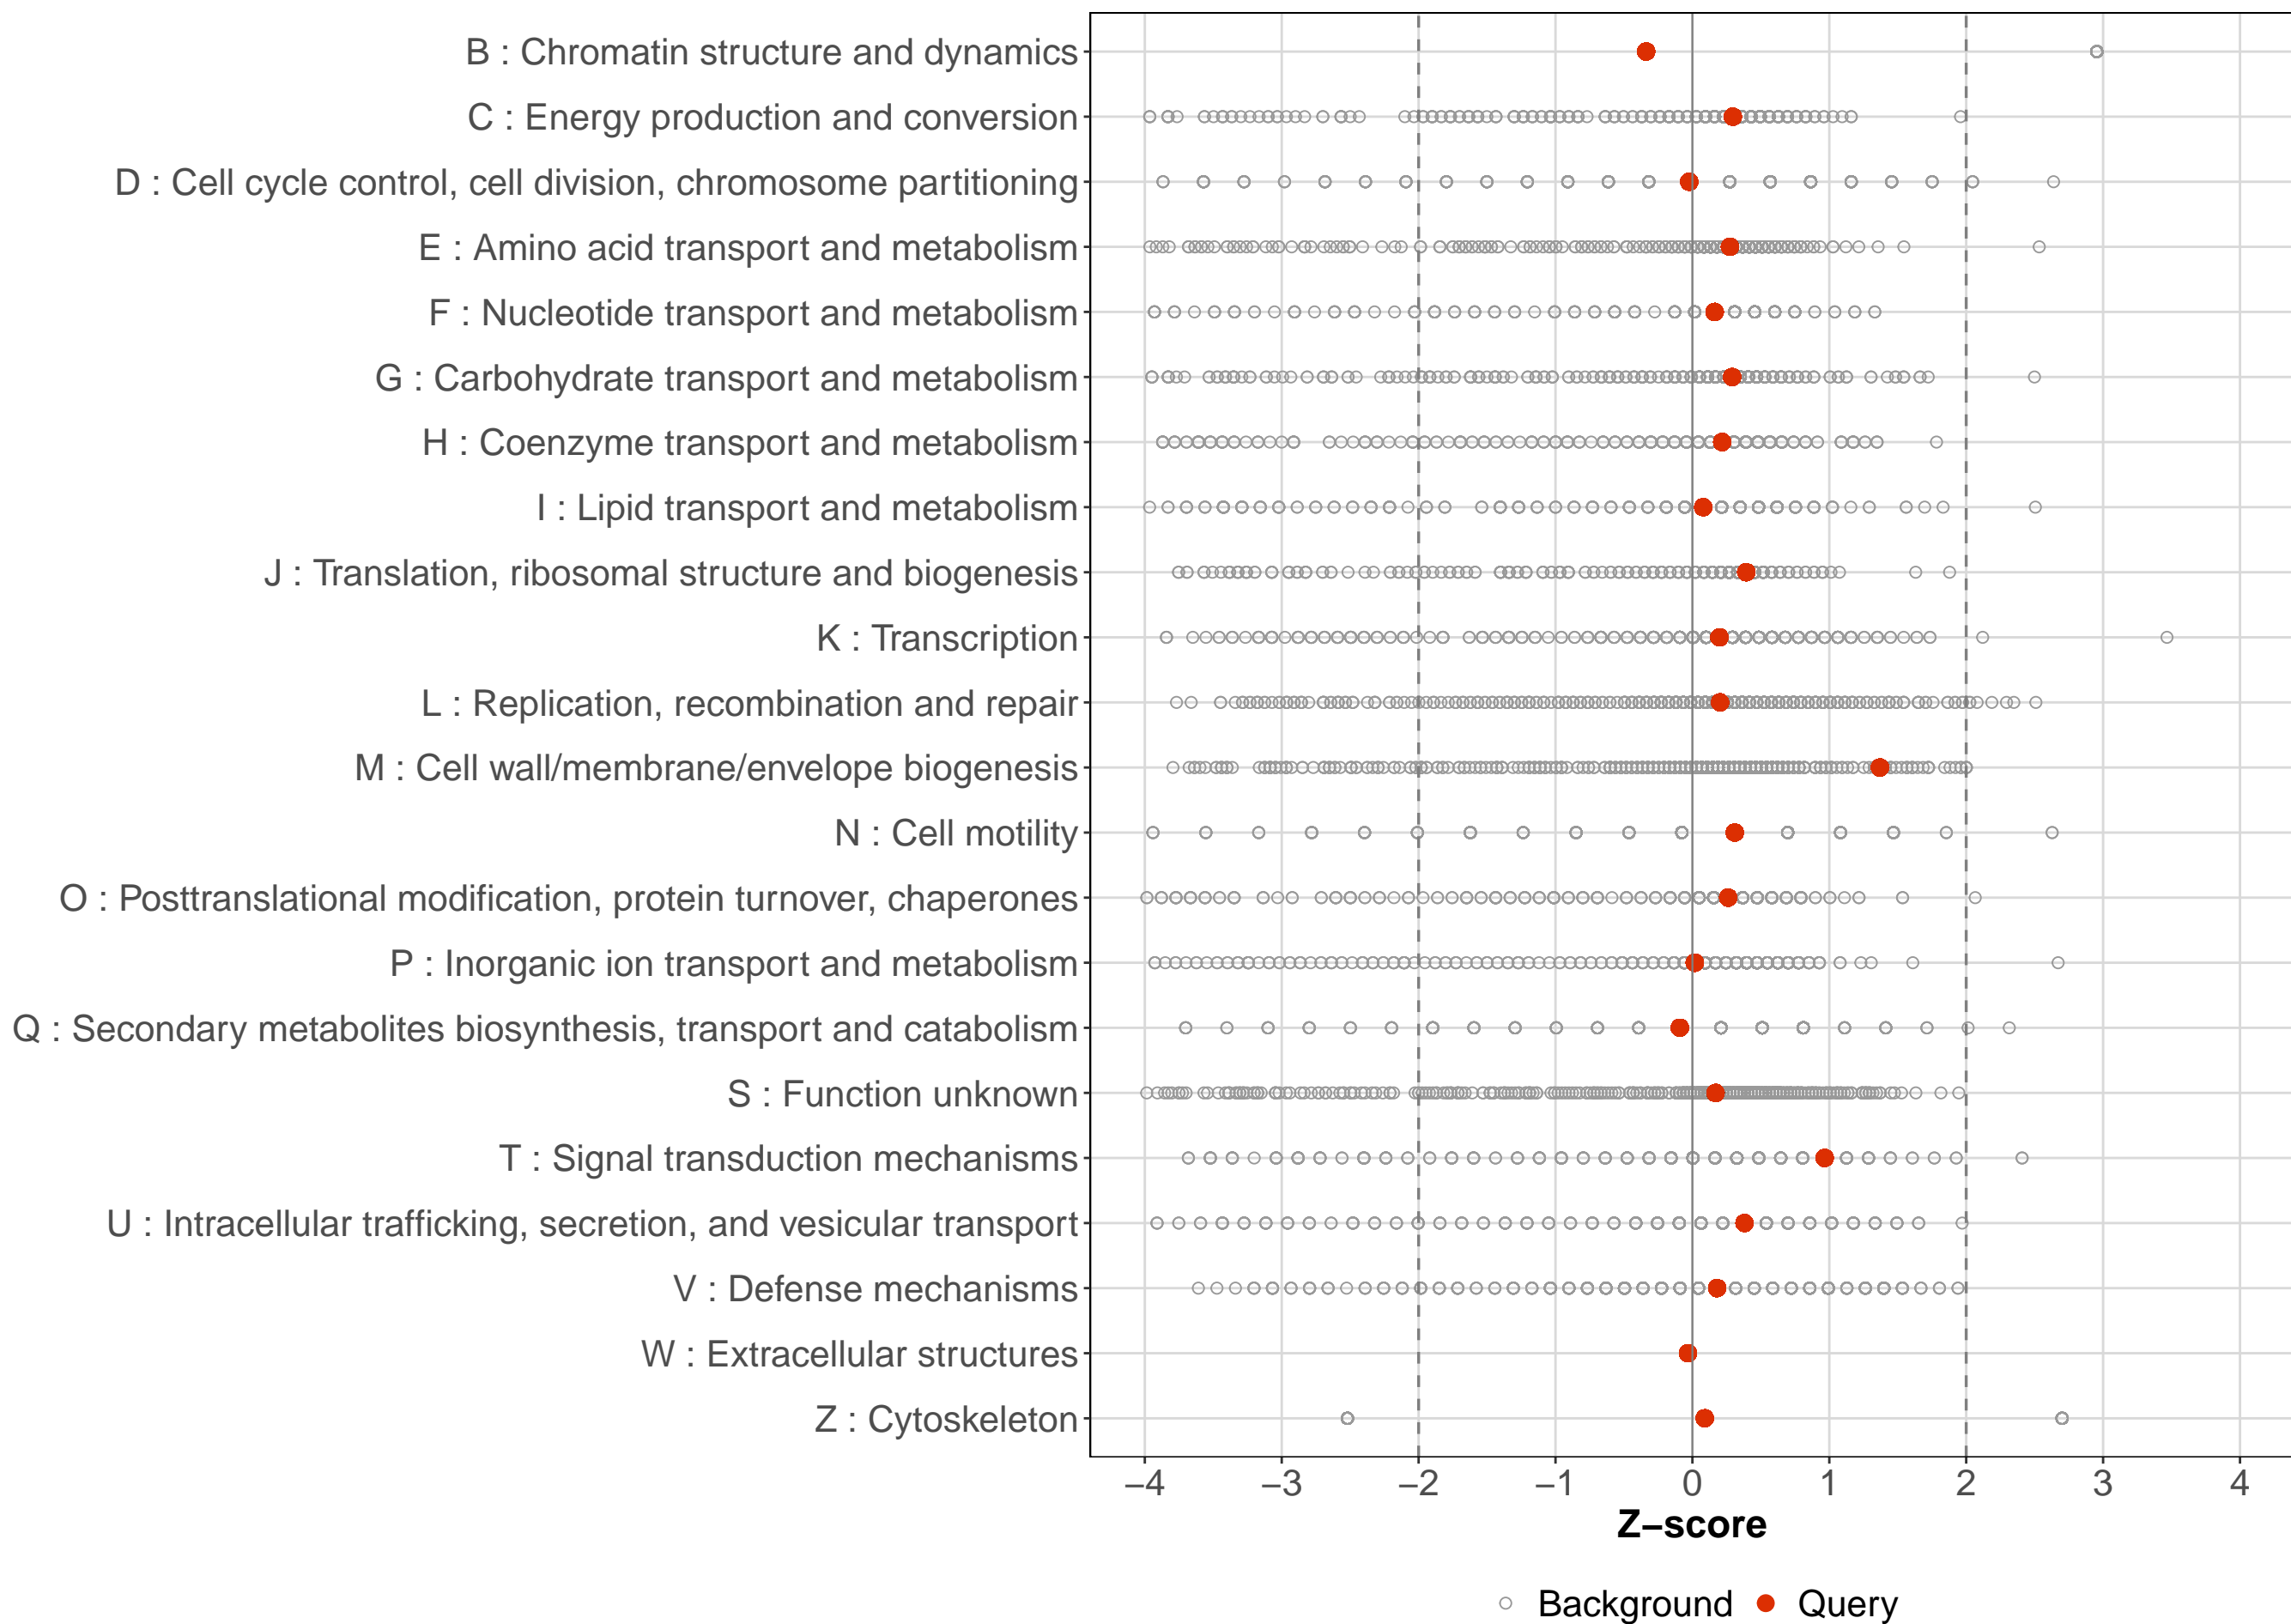 B : Chromatin structure and dynamics
C : Energy production and conversion
D : Cell cycle control, cell division, chromosome partitioning
E : Amino acid transport and metabolism
F : Nucleotide transport and metabolism
G : Carbohydrate transport and metabolism
H : Coenzyme transport and metabolism
I : Lipid transport and metabolism
J : Translation, ribosomal structure and biogenesis
K : Transcription
L : Replication, recombination and repair
M : Cell wall/membrane/envelope biogenesis
N : Cell motility
O : Posttranslational modification, protein turnover, chaperones
P : Inorganic ion transport and metabolism
Q : Secondary metabolites biosynthesis, transport and catabolism
S : Function unknown
T : Signal transduction mechanisms
U : Intracellular trafficking, secretion, and vesicular transport
V : Defense mechanisms
W : Extracellular structures
Z : Cytoskeleton
−4 −3 −2 −1 0 1 2 3 4
Z−score
Background Query